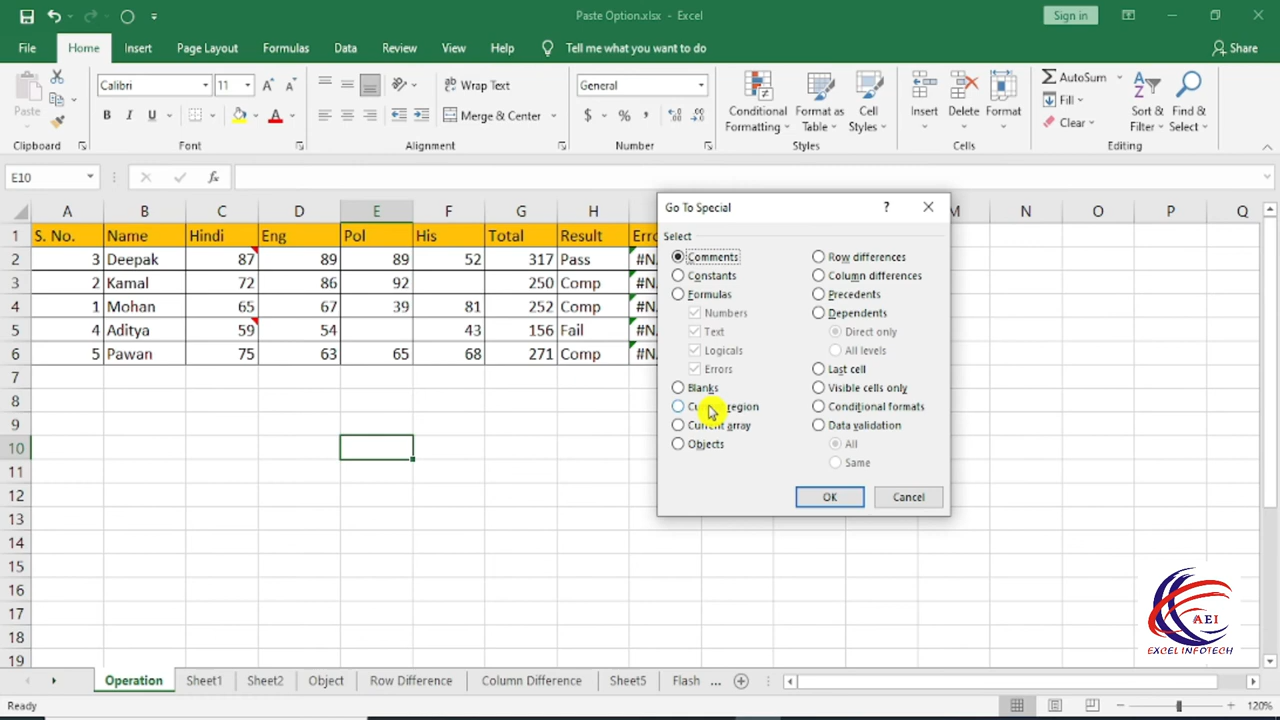 Paste Option.xlsx - Excel
Sign in
File Home Insert Page Layout Formulas Data Review View Help Tell me what you want to do Share
Paste
Clipboard
Calibri 11
B I U
Font
Wrap Text
Merge & Center
Alignment
General
$ % ,
Number
Conditional Formatting
Format as Table
Cell Styles
Styles
Insert Delete Format
Cells
AutoSum
Fill
Clear
Sort & Filter
Find & Select
Editing
E10
fx
A B C D E F G H M N O P Q
1 S. No. Name Hindi Eng Pol His Total Result
2 3 Deepak 87 89 89 52 317 Pass
3 2 Kamal 72 86 92 250 Comp
4 1 Mohan 65 67 39 81 252 Comp
5 4 Aditya 59 54 43 156 Fail
6 5 Pawan 75 63 65 68 271 Comp
7
8
9
10
11
12
13
14
15
16
17
18
19
Go To Special
?
Select
Comments
Constants
Formulas
Numbers
Text
Logicals
Errors
Blanks
region
Current array
Objects
Row differences
Column differences
Precedents
Dependents
Direct only
All levels
Last cell
Visible cells only
Conditional formats
Data validation
All
Same
OK Cancel
AEI
EXCEL INFOTECH
Operation Sheet1 Sheet2 Object Row Difference Column Difference Sheet5 Flash ...
Ready
120%